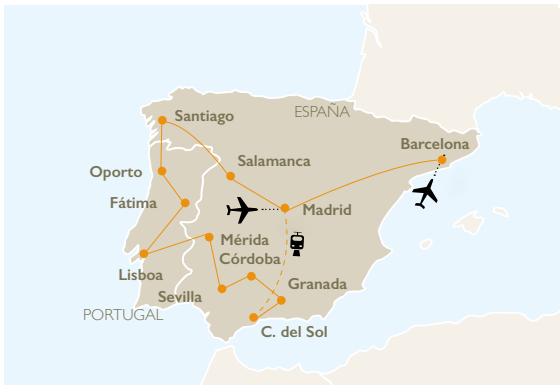 ESPAÑA
Santiago
Barcelona
Salamanca
Oporto
Fátima
Madrid
Mérida
Córdoba
Lisboa
Granada
Sevilla
PORTUGAL
C. del Sol